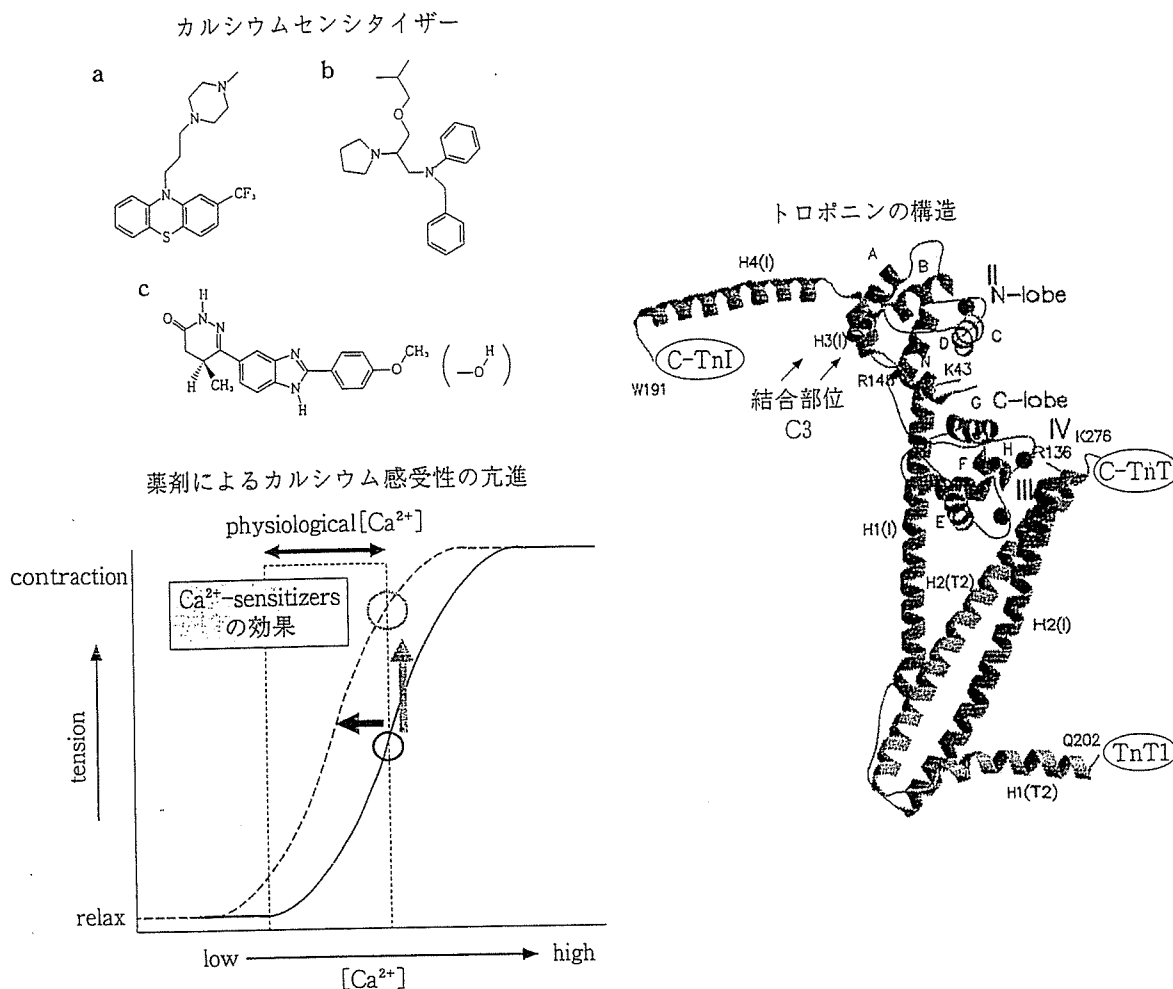 カルシウムセンシタイザー
a
N
N
N
S
CF₃
b
O
N
N
c
H
O
N
N
H
CH₃
N
N
H
O
CH₃
( —O H )
薬剤によるカルシウム感受性の亢進
physiological[Ca²⁺]
contraction
Ca²⁺-sensitizers
の効果
tension
relax
low
high
[Ca²⁺]
トロポニンの構造
H4(I)
A
B
II
N-lobe
D
C
H3(I)
C-TnI
W191
N
K43
R148
結合部位
C3
G
C-lobe
IV
K276
H
R136
F
C-TnT
III
E
H1(I)
H2(T2)
H2(I)
Q202
TnT1
H1(T2)